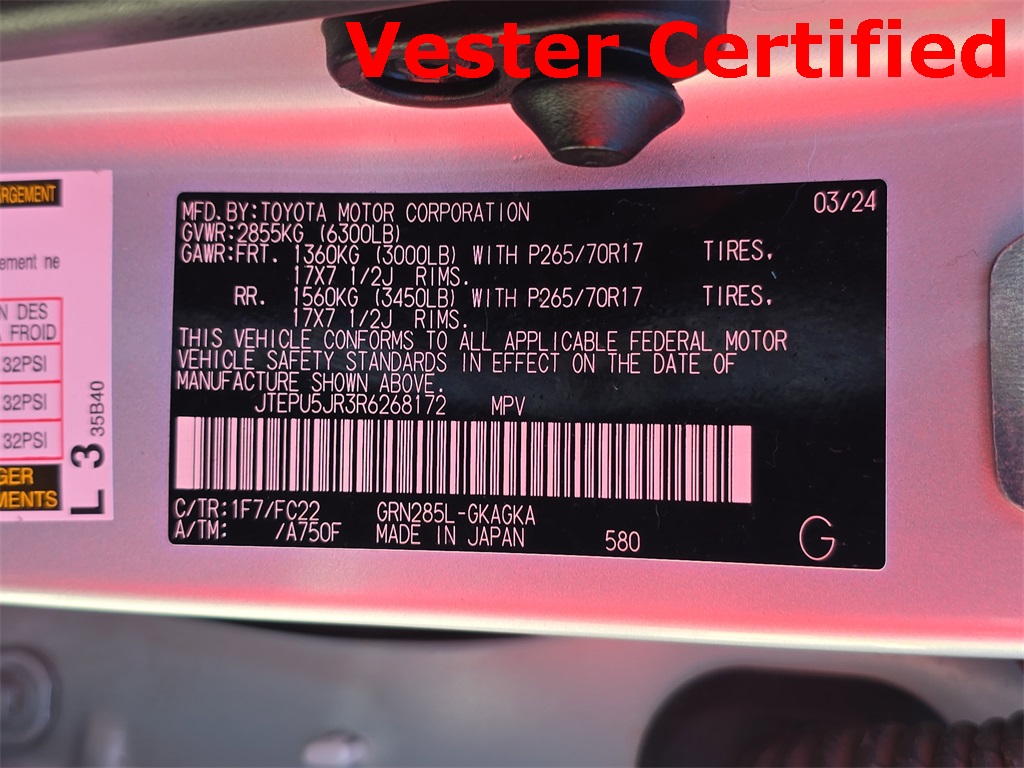 Vester Certified
ARGEMENT
ement ne
N DES
A FROID
32PSI
32PSI
32PSI
GER
MENTS
L 3 35B40
MFD.BY:TOYOTA MOTOR CORPORATION 03/24
GVWR:2855KG (6300LB)
GAWR:FRT. 1360KG (3000LB) WITH P265/70R17 TIRES.
17X7 1/2J RIMS.
RR. 1560KG (3450LB) WITH P265/70R17 TIRES.
17X7 1/2J RIMS.
THIS VEHICLE CONFORMS TO ALL APPLICABLE FEDERAL MOTOR
VEHICLE SAFETY STANDARDS IN EFFECT ON THE DATE OF
MANUFACTURE SHOWN ABOVE.
JTEPU5JR3R6268172 MPV
C/TR:1F7/FC22 GRN285L-GKAGKA
A/TM: /A750F MADE IN JAPAN 580 G